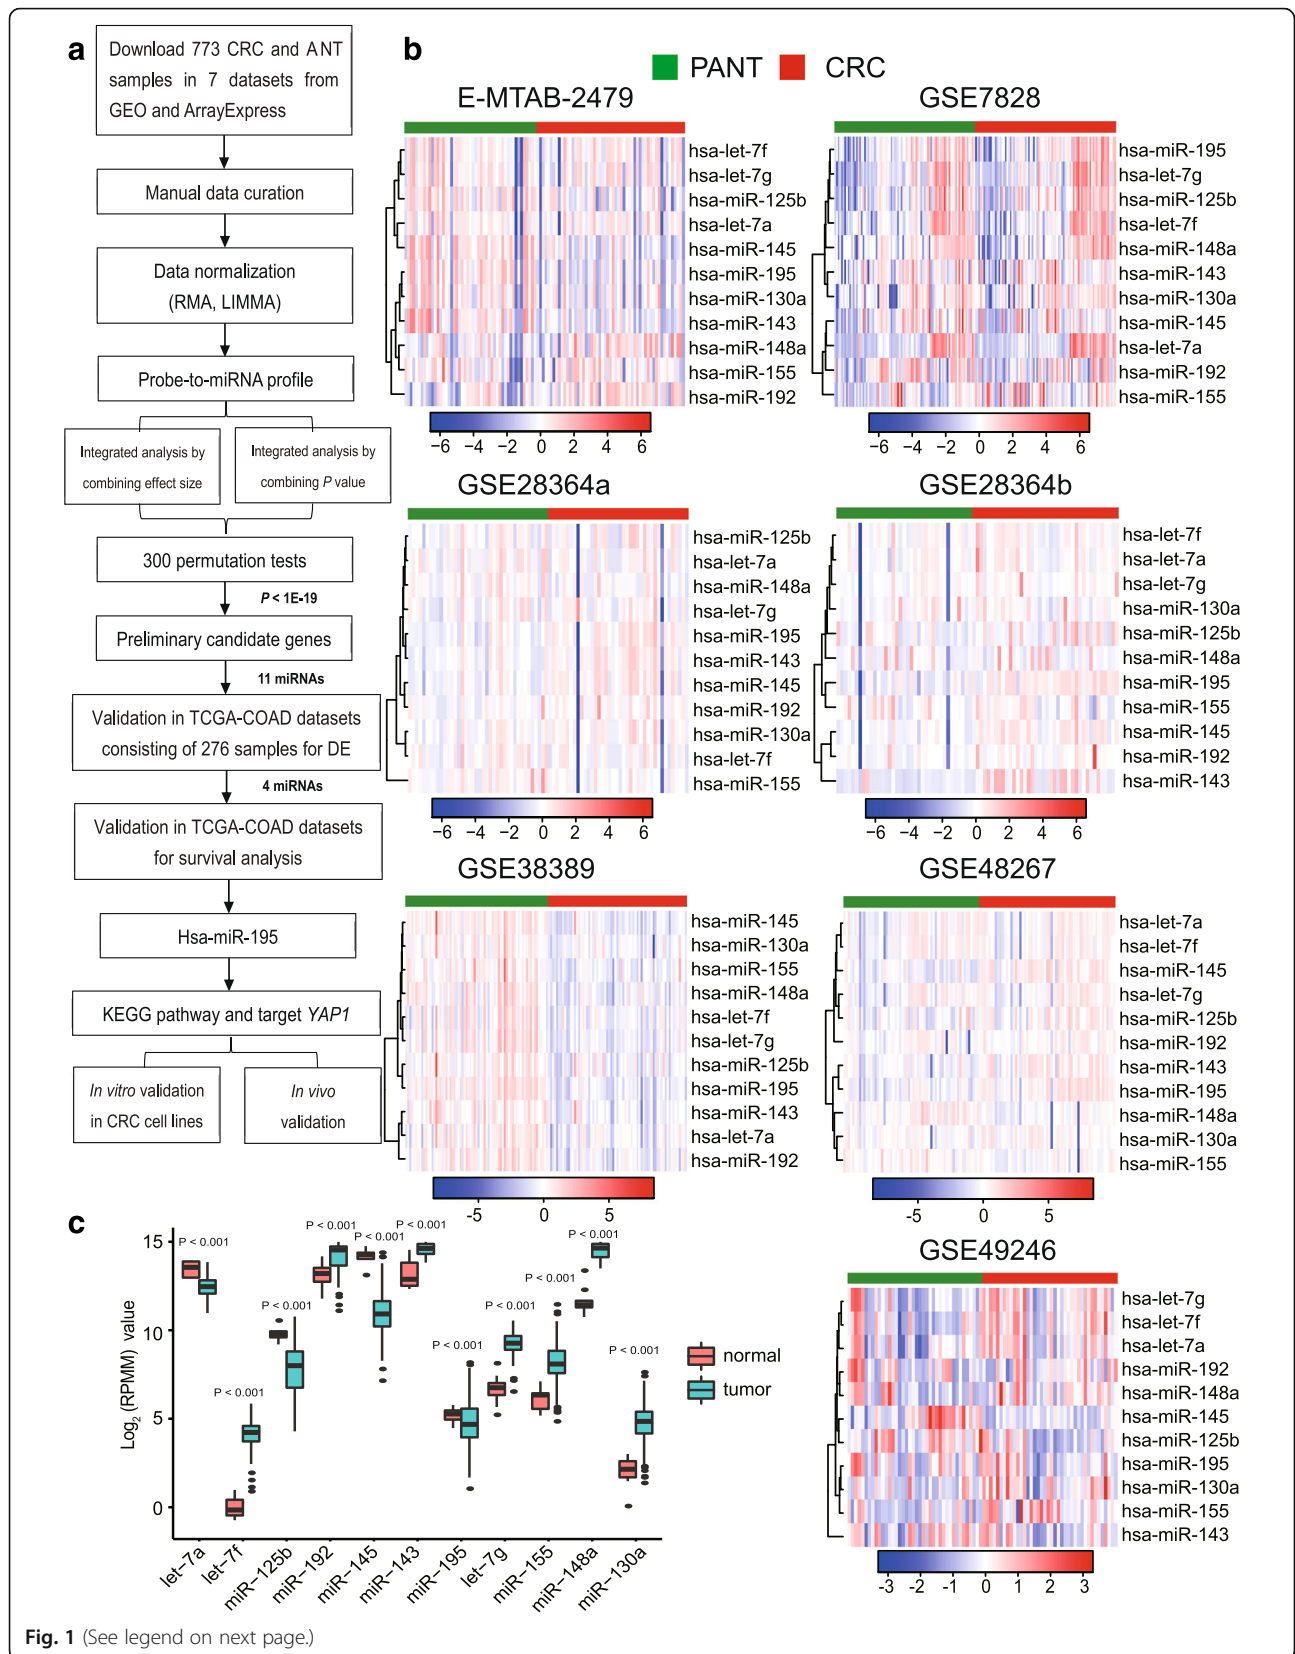 a
Download 773 CRC and ANT
samples in 7 datasets from
GEO and ArrayExpress
Manual data curation
Data normalization
(RMA, LIMMA)
Probe-to-miRNA profile
Integrated analysis by
combining effect size
Integrated analysis by
combining P value
300 permutation tests
P < 1E-19
Preliminary candidate genes
11 miRNAs
Validation in TCGA-COAD datasets
consisting of 276 samples for DE
4 miRNAs
Validation in TCGA-COAD datasets
for survival analysis
Hsa-miR-195
KEGG pathway and target YAP1
In vitro validation
in CRC cell lines
In vivo
validation
b
PANT CRC
E-MTAB-2479
hsa-let-7f
hsa-let-7g
hsa-miR-125b
hsa-let-7a
hsa-miR-145
hsa-miR-195
hsa-miR-130a
hsa-miR-143
hsa-miR-148a
hsa-miR-155
hsa-miR-192
−6 −4 −2 0 2 4 6
GSE7828
hsa-miR-195
hsa-let-7g
hsa-miR-125b
hsa-let-7f
hsa-miR-148a
hsa-miR-143
hsa-miR-130a
hsa-miR-145
hsa-let-7a
hsa-miR-192
hsa-miR-155
−6 −4 −2 0 2 4 6
GSE28364a
hsa-miR-125b
hsa-let-7a
hsa-miR-148a
hsa-let-7g
hsa-miR-195
hsa-miR-143
hsa-miR-145
hsa-miR-192
hsa-miR-130a
hsa-let-7f
hsa-miR-155
−6 −4 −2 0 2 4 6
GSE28364b
hsa-let-7f
hsa-let-7a
hsa-let-7g
hsa-miR-130a
hsa-miR-125b
hsa-miR-148a
hsa-miR-195
hsa-miR-155
hsa-miR-145
hsa-miR-192
hsa-miR-143
−6 −4 −2 0 2 4 6
GSE38389
hsa-miR-145
hsa-miR-130a
hsa-miR-155
hsa-miR-148a
hsa-let-7f
hsa-let-7g
hsa-miR-125b
hsa-miR-195
hsa-miR-143
hsa-let-7a
hsa-miR-192
-5 0 5
GSE48267
hsa-let-7a
hsa-let-7f
hsa-miR-145
hsa-let-7g
hsa-miR-125b
hsa-miR-192
hsa-miR-143
hsa-miR-195
hsa-miR-148a
hsa-miR-130a
hsa-miR-155
-5 0 5
GSE49246
hsa-let-7g
hsa-let-7f
hsa-let-7a
hsa-miR-192
hsa-miR-148a
hsa-miR-145
hsa-miR-125b
hsa-miR-195
hsa-miR-130a
hsa-miR-155
hsa-miR-143
-3 -2 -1 0 1 2 3
c
Log2 (RPMM) value
15
10
5
0
P < 0.001
P < 0.001
P < 0.001
P < 0.001
P < 0.001
P < 0.001
P < 0.001
P < 0.001
P < 0.001
P < 0.001
P < 0.001
let−7a
let−7f
miR−125b
miR−192
miR−145
miR−143
miR−195
let−7g
miR−155
miR−148a
miR−130a
normal
tumor
Fig. 1 (See legend on next page.)